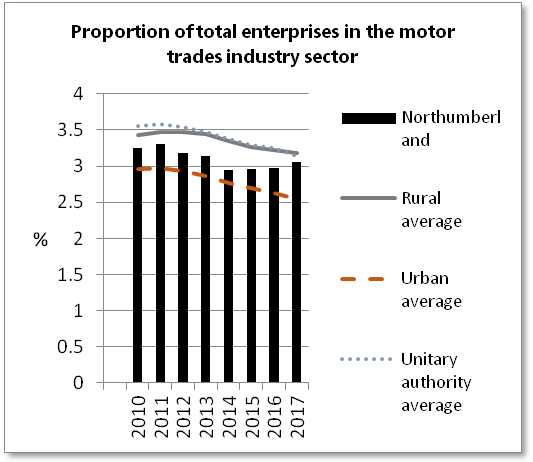 Proportion of total enterprises in the motor
trades industry sector
4
3.5
3
2.5
2
1.5
1
0.5
0
%
2010
2011
2012
2013
2014
2015
2016
2017
Northumberl
and
Rural
average
Urban
average
Unitary
authority
average